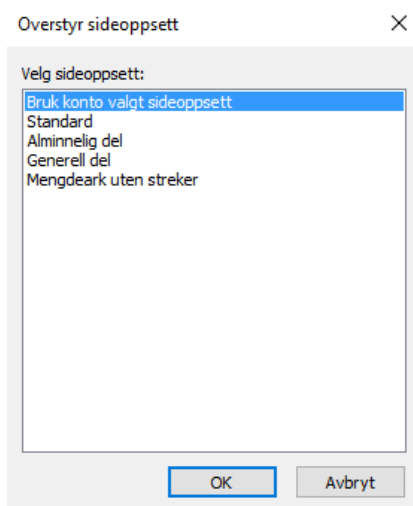 Overstyr sideoppsett
Velg sideoppsett:
Bruk konto valgt sideoppsett
Standard
Alminnelig del
Generell del
Mengdeark uten streker
OK Avbryt